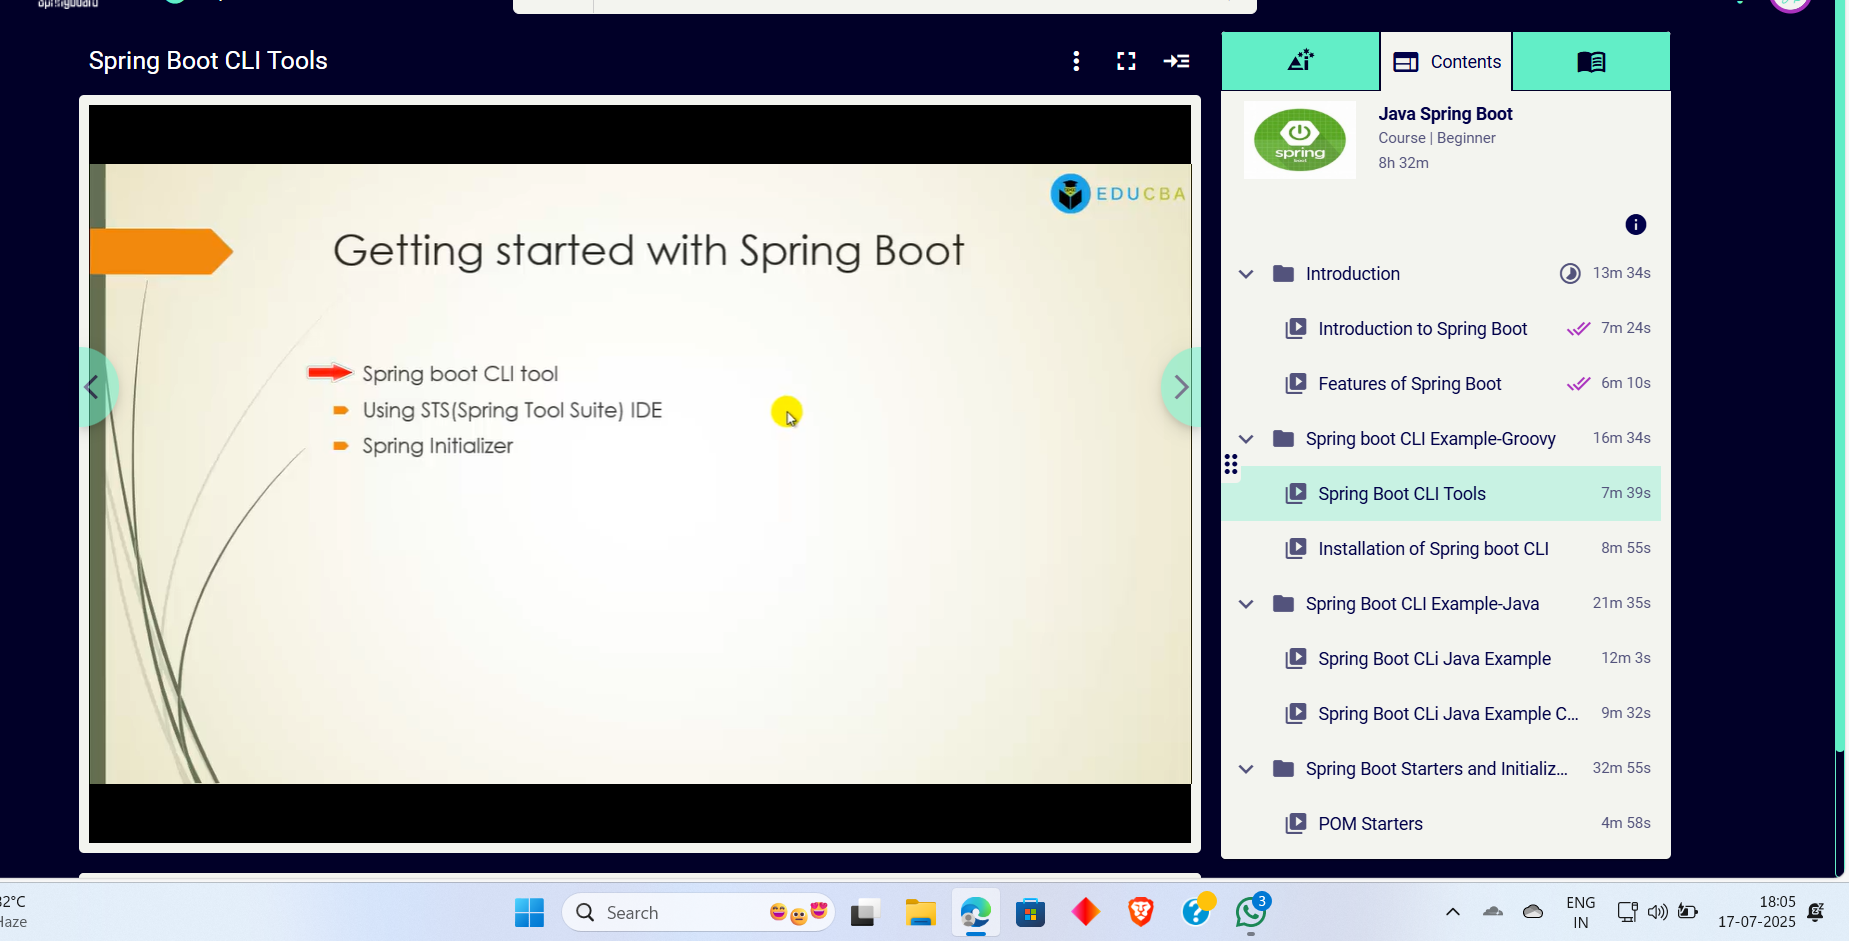 Spring Boot CLI Tools
Contents
Java Spring Boot
Course | Beginner
8h 32m
spring
EDUCBA
Getting started with Spring Boot
Spring boot CLI tool
Using STS(Spring Tool Suite) IDE
Spring Initializer
Introduction 13m 34s
Introduction to Spring Boot 7m 24s
Features of Spring Boot 6m 10s
Spring boot CLI Example-Groovy 16m 34s
Spring Boot CLI Tools 7m 39s
Installation of Spring boot CLI 8m 55s
Spring Boot CLI Example-Java 21m 35s
Spring Boot CLi Java Example 12m 3s
Spring Boot CLi Java Example C... 9m 32s
Spring Boot Starters and Initializ... 32m 55s
POM Starters 4m 58s
Search
3
ENG
IN
18:05
17-07-2025